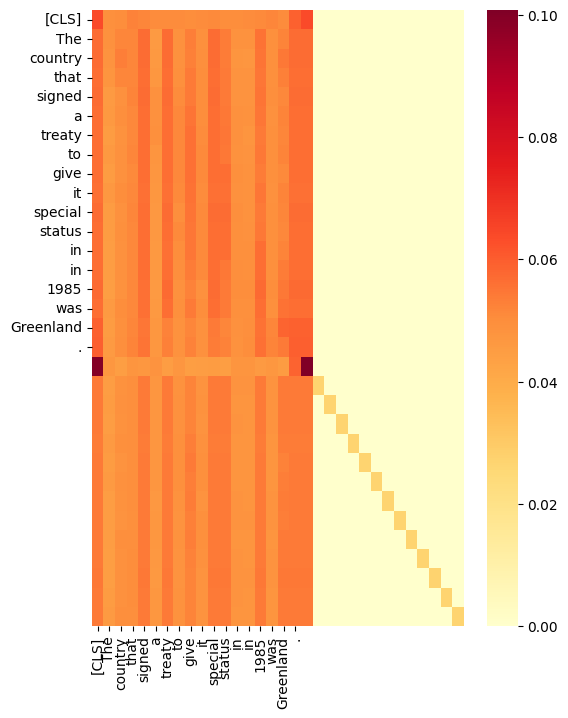 [CLS]
The
country
that
signed
a
treaty
to
give
it
special
status
in
in
1985
was
Greenland
.
[CLS]
The
country
that
signed
a
treaty
to
give
it
special
status
in
in
1985
was
Greenland
.
0.10
0.08
0.06
0.04
0.02
0.00